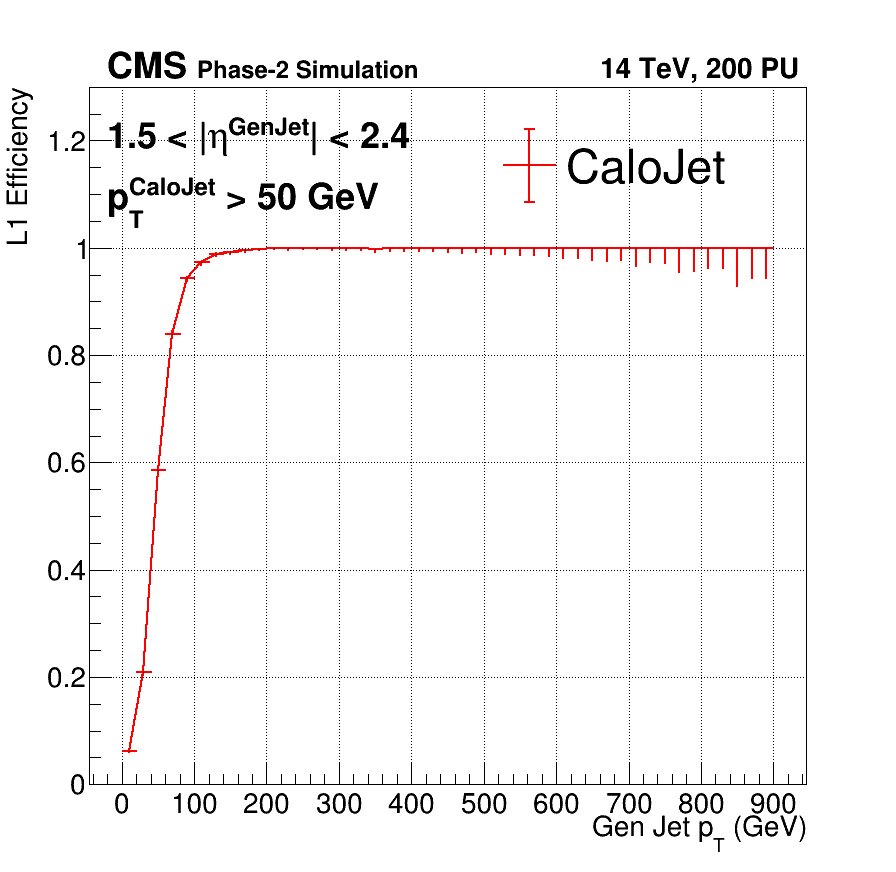 CMS Phase-2 Simulation 14 TeV, 200 PU
L1 Efficiency
1.5 < |η^GenJet| < 2.4
p_T^CaloJet > 50 GeV
CaloJet
1.2
1
0.8
0.6
0.4
0.2
0
0 100 200 300 400 500 600 700 800 900
Gen Jet p_T (GeV)